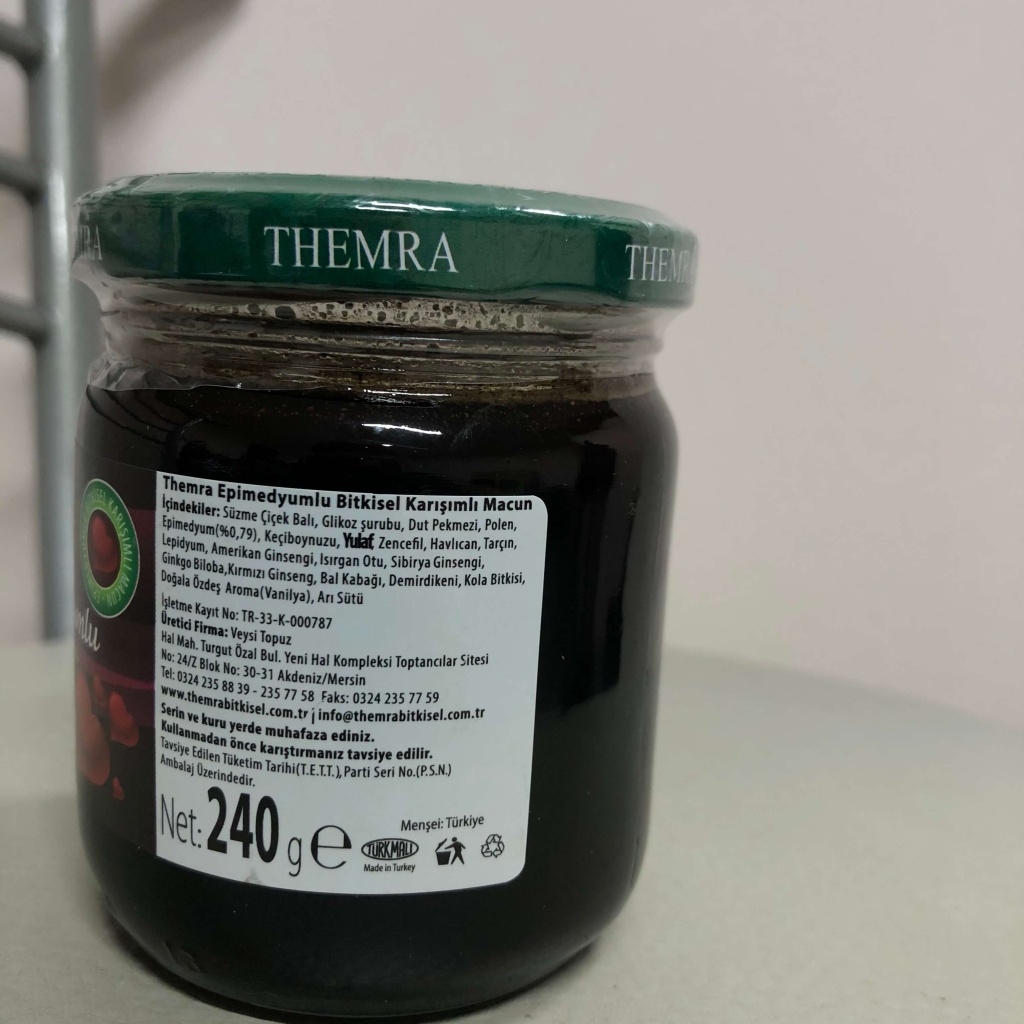 THEMRA
THEMRA
BİTKİSEL KARIŞIMLI MACUN
Themra Epimedyumlu Bitkisel Karışımlı Macun
İçindekiler: Süzme Çiçek Balı, Glikoz şurubu, Dut Pekmezi, Polen,
Epimedyum(%0,79), Keçiboynuzu, Yulaf, Zencefil, Havlıcan, Tarçın,
Lepidyum, Amerikan Ginsengi, Isırgan Otu, Sibirya Ginsengi,
Ginkgo Biloba,Kırmızı Ginseng, Bal Kabağı, Demirdikeni, Kola Bitkisi,
Doğala Özdeş Aroma(Vanilya), Arı Sütü
İşletme Kayıt No: TR-33-K-000787
Üretici Firma: Veysi Topuz
Hal Mah. Turgut Özal Bul. Yeni Hal Kompleksi Toptancılar Sitesi
No: 24/Z Blok No: 30-31 Akdeniz/Mersin
Tel: 0324 235 88 39 - 235 77 58 Faks: 0324 235 77 59
www.themrabitkisel.com.tr | info@themrabitkisel.com.tr
Serin ve kuru yerde muhafaza ediniz.
Kullanmadan önce karıştırmanız tavsiye edilir.
Tavsiye Edilen Tüketim Tarihi(T.E.T.T.), Parti Seri No.(P.S.N.)
Ambalaj Üzerindedir.
Net: 240 g e
Menşei: Türkiye
TÜRKMALI
Made in Turkey